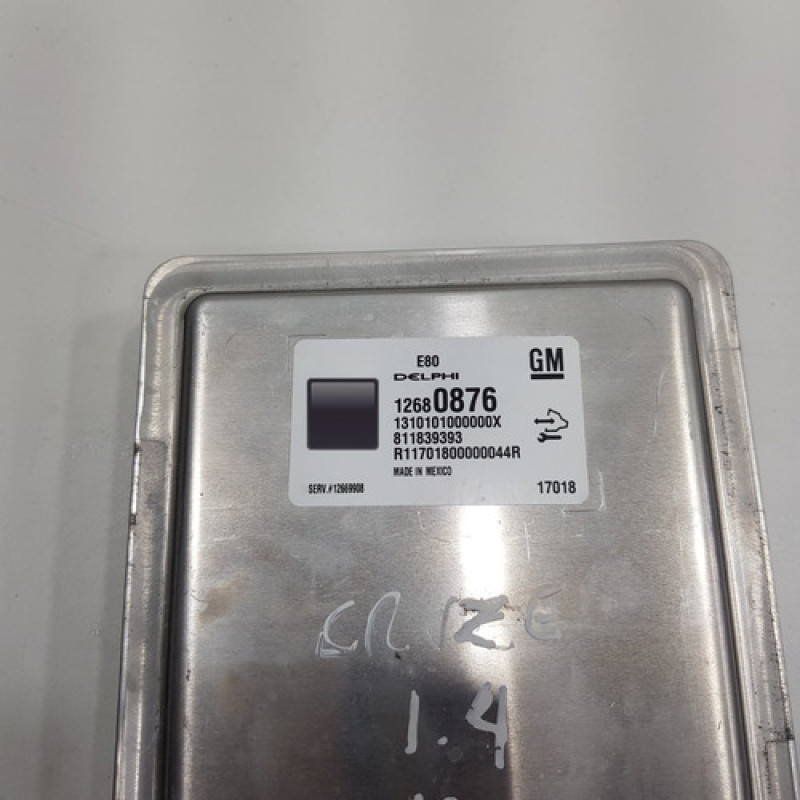 E80
GM
DELPHI
12680876
1310101000000X
811839393
R11701800000044R
MADE IN MEXICO
SERV.#12669908
17018
CRUZE
1.4